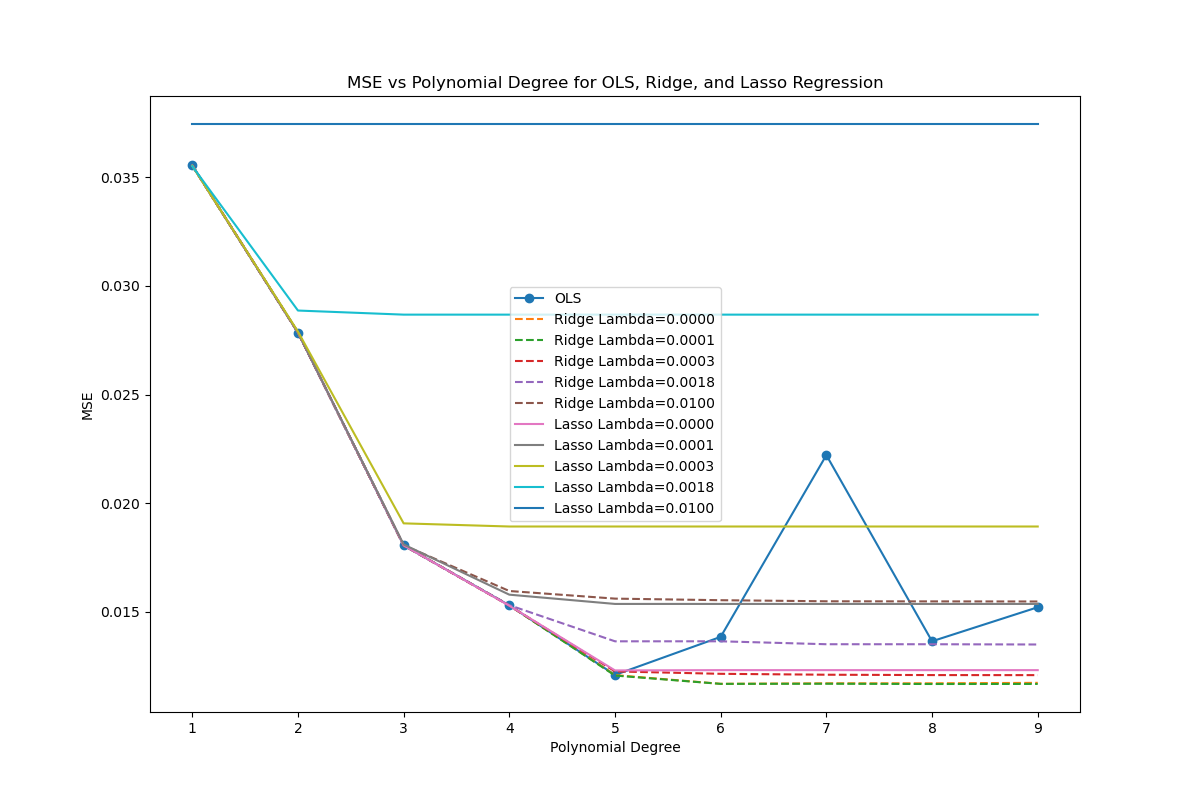 MSE vs Polynomial Degree for OLS, Ridge, and Lasso Regression
MSE
0.035
0.030
0.025
0.020
0.015
OLS
Ridge Lambda=0.0000
Ridge Lambda=0.0001
Ridge Lambda=0.0003
Ridge Lambda=0.0018
Ridge Lambda=0.0100
Lasso Lambda=0.0000
Lasso Lambda=0.0001
Lasso Lambda=0.0003
Lasso Lambda=0.0018
Lasso Lambda=0.0100
1 2 3 4 5 6 7 8 9
Polynomial Degree